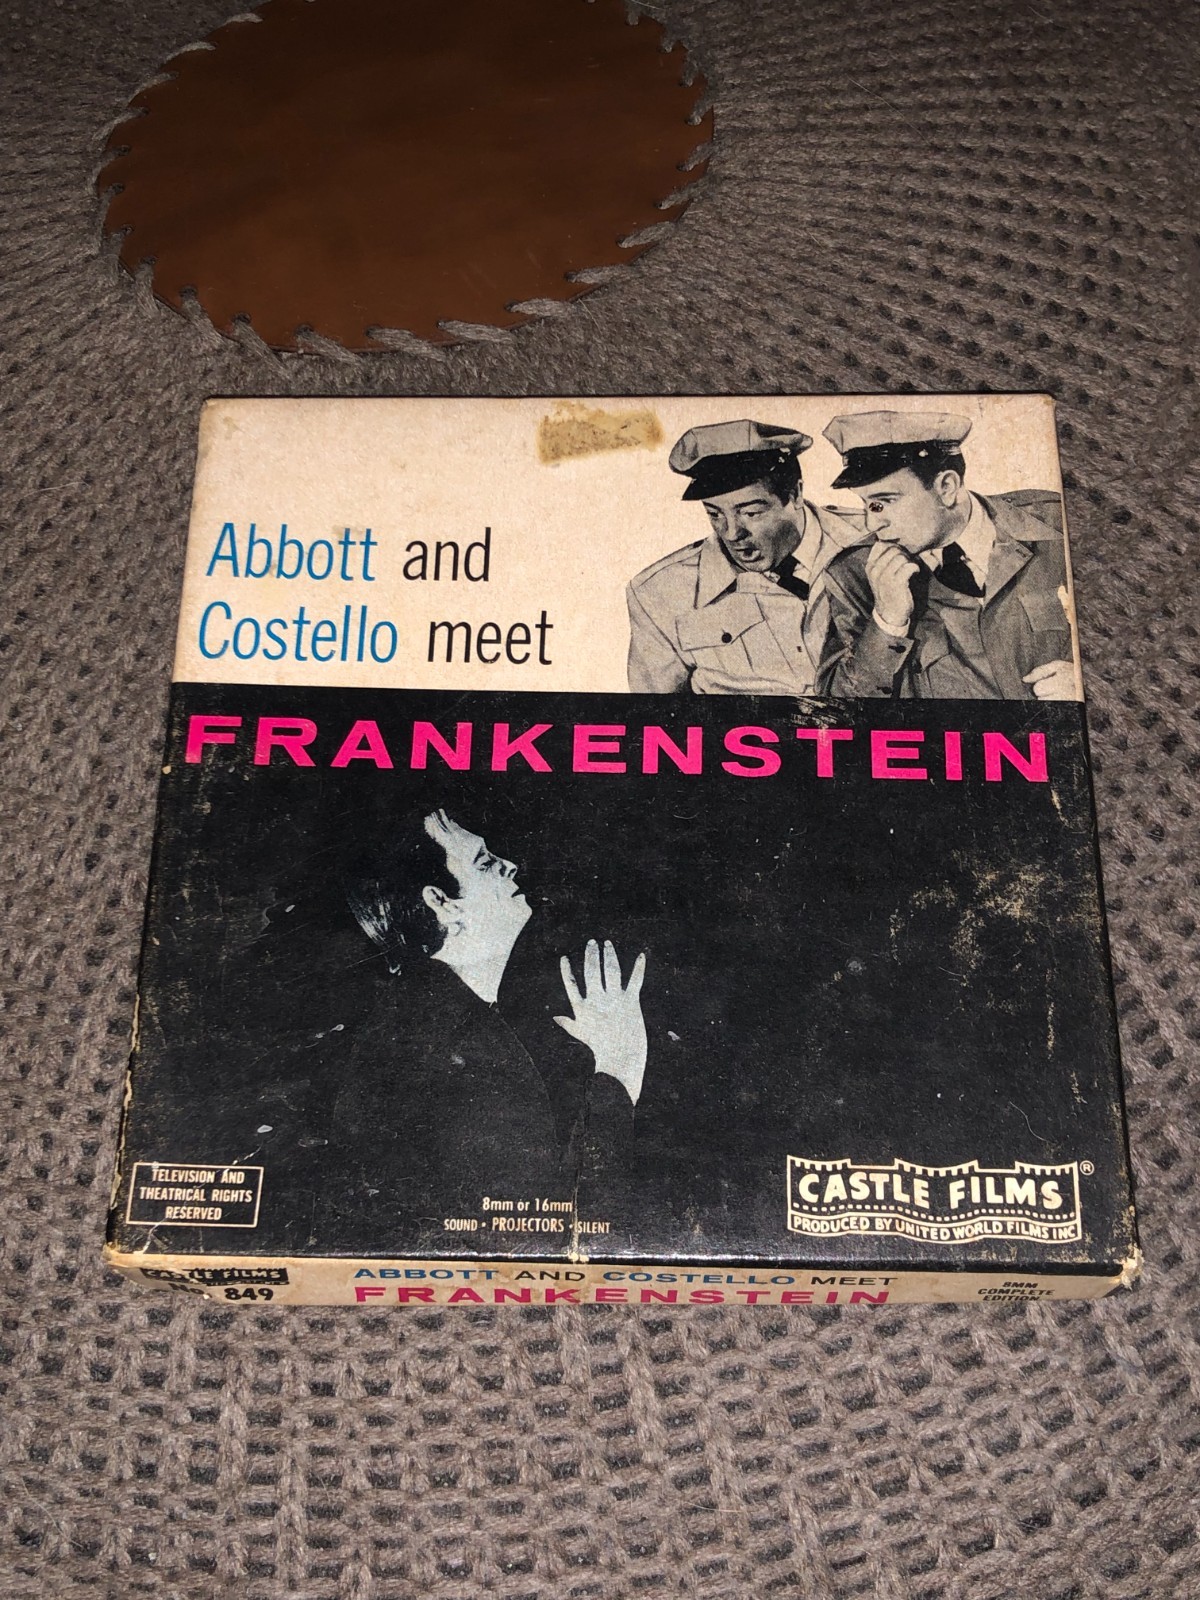 Abbott and
Costello meet
FRANKENSTEIN
TELEVISION AND
THEATRICAL RIGHTS
RESERVED
8mm or 16mm
SOUND • PROJECTORS • SILENT
CASTLE FILMS ®
PRODUCED BY UNITED WORLD FILMS INC
CASTLE FILMS
No. 849
ABBOTT AND COSTELLO MEET
FRANKENSTEIN
8MM
COMPLETE
EDITION